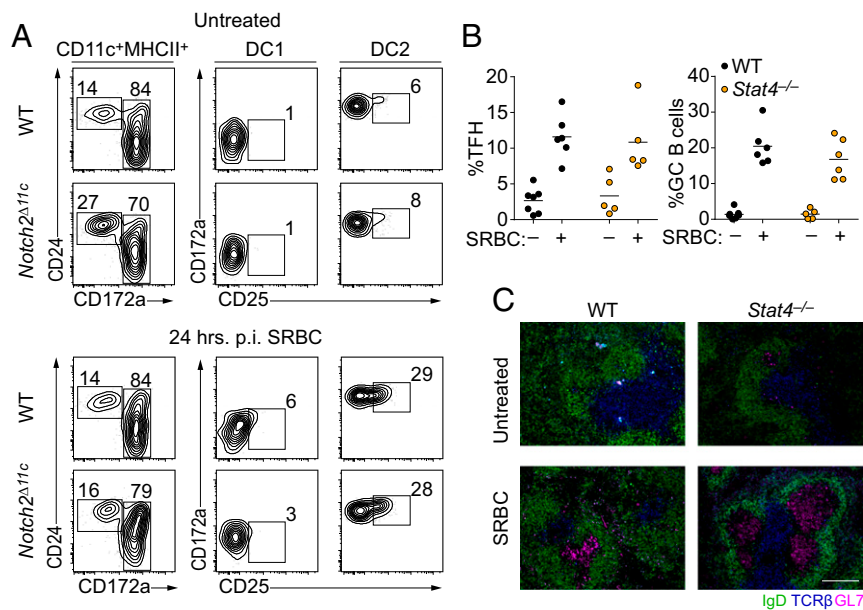 A
Untreated
CD11c⁺MHCII⁺ DC1 DC2
WT
14 84
1
6
Notch2Δ11c
27 70
1
8
CD24
CD172a
CD172a
CD25
24 hrs. p.i. SRBC
WT
14 84
6
29
Notch2Δ11c
16 79
3
28
CD24
CD172a
CD172a
CD25
B
WT
Stat4–/–
%TFH
20
15
10
5
0
SRBC: – + – +
%GC B cells
40
30
20
10
0
SRBC: – + – +
C
WT Stat4–/–
Untreated
SRBC
IgD TCRβ GL7